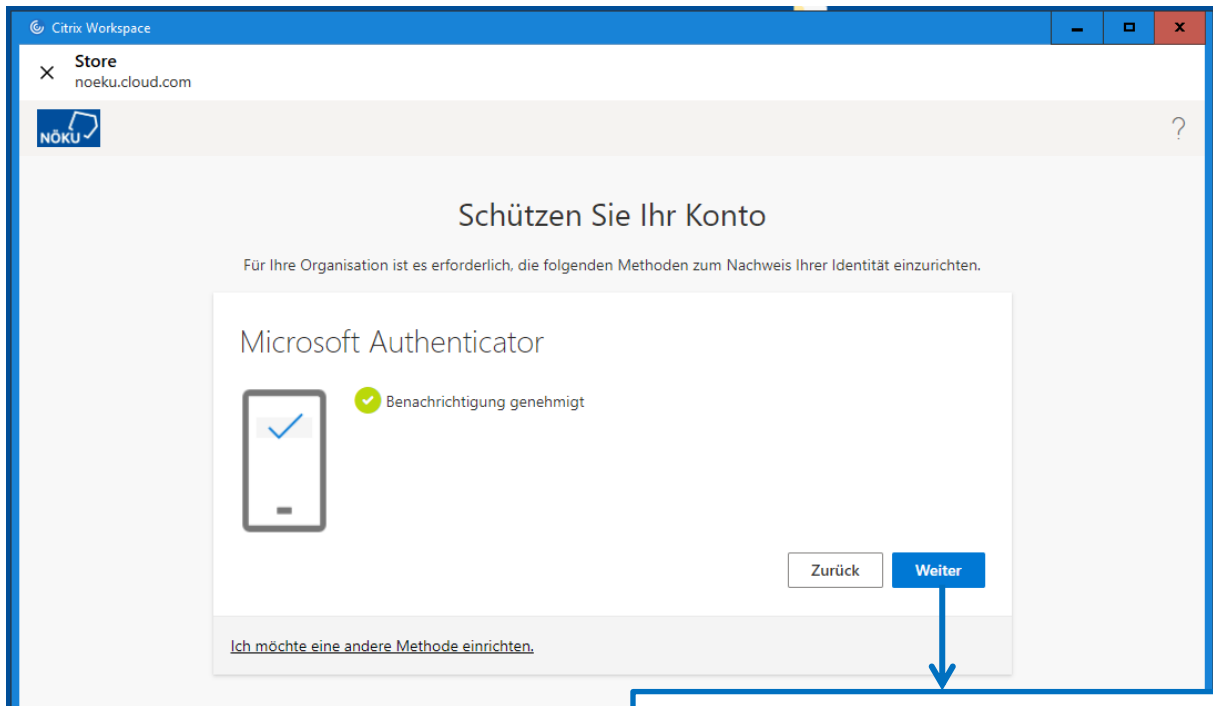 Citrix Workspace
Store
noeku.cloud.com
NÖKU
?
Schützen Sie Ihr Konto
Für Ihre Organisation ist es erforderlich, die folgenden Methoden zum Nachweis Ihrer Identität einzurichten.
Microsoft Authenticator
Benachrichtigung genehmigt
Zurück Weiter
Ich möchte eine andere Methode einrichten.